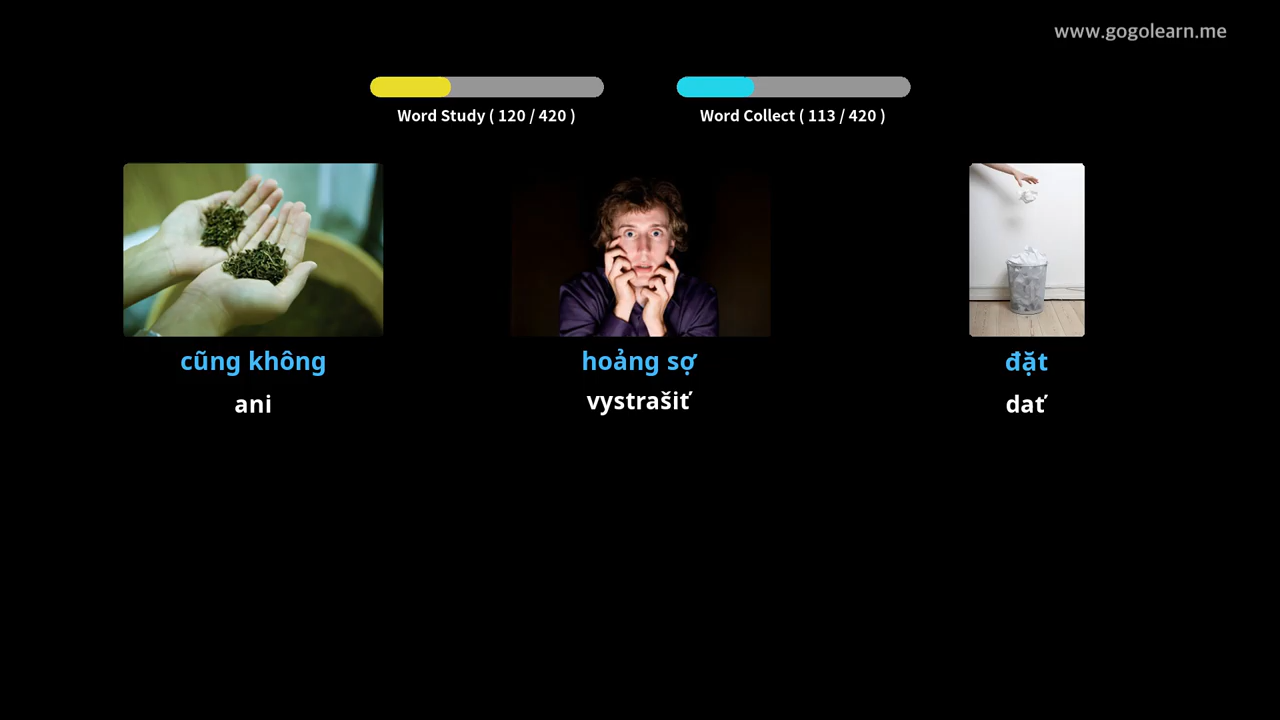 www.gogolearn.me
Word Study ( 120 / 420 )
Word Collect ( 113 / 420 )
cũng không
hoảng sợ
đặt
ani
vystrašiť
dať